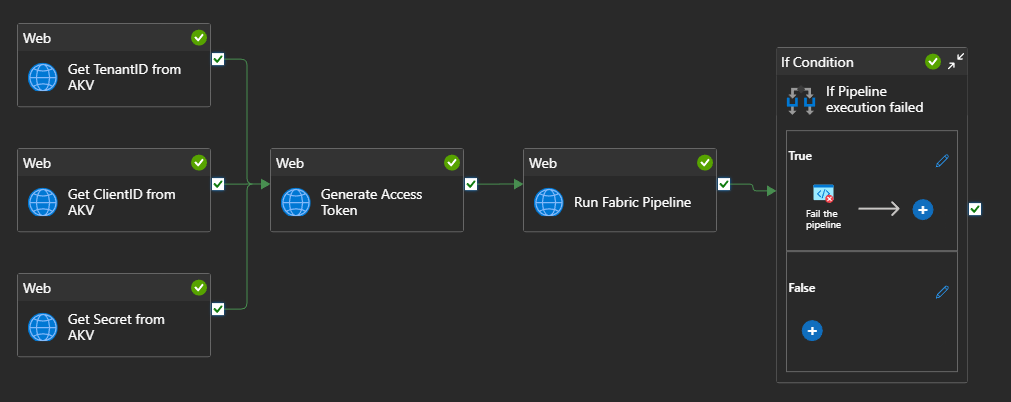 Web
Get TenantID from
AKV
Web
Get ClientID from
AKV
Web
Get Secret from
AKV
Web
Generate Access
Token
Web
Run Fabric Pipeline
If Condition
If Pipeline
execution failed
True
Fail the
pipeline
False